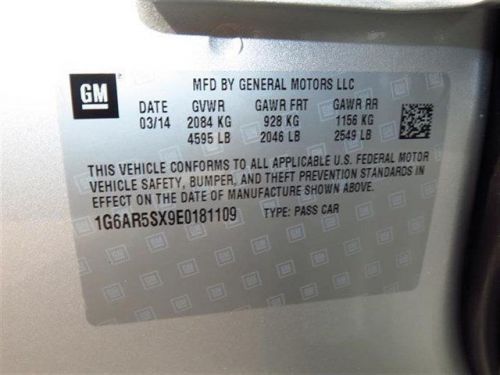 GM
MFD BY GENERAL MOTORS LLC
DATE GVWR GAWR FRT GAWR RR
03/14 2084 KG 928 KG 1156 KG
4595 LB 2046 LB 2549 LB
THIS VEHICLE CONFORMS TO ALL APPLICABLE U.S. FEDERAL MOTOR
VEHICLE SAFETY, BUMPER, AND THEFT PREVENTION STANDARDS IN
EFFECT ON THE DATE OF MANUFACTURE SHOWN ABOVE.
1G6AR5SX9E0181109 TYPE: PASS CAR